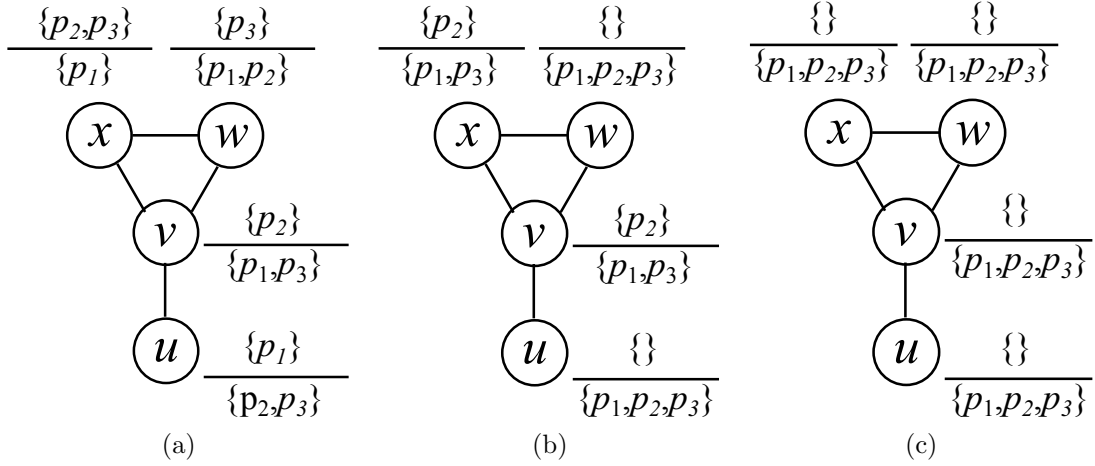 {p₂,p₃} {p₃} {p₂} {} {} {}
{p₁} {p₁,p₂} {p₁,p₃} {p₁,p₂,p₃} {p₁,p₂,p₃} {p₁,p₂,p₃}
x w x w x w
{p₂} {p₂} {}
v v v
{p₁,p₃} {p₁,p₃} {p₁,p₂,p₃}
{p₁} {} {}
u u u
{p₂,p₃} {p₁,p₂,p₃} {p₁,p₂,p₃}
(a) (b) (c)